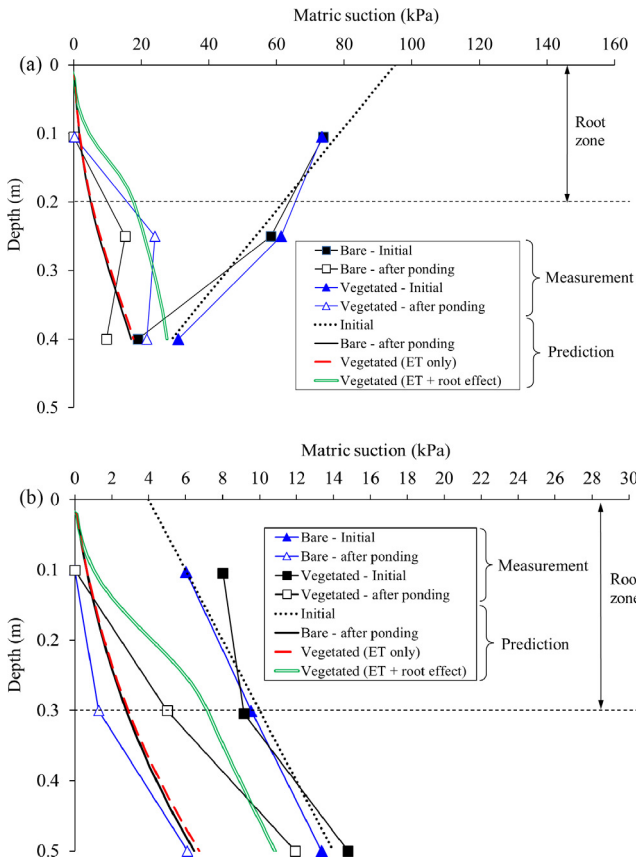 Matric suction (kPa)
0 20 40 60 80 100 120 140 160
(a)
0
0.1
0.2
0.3
0.4
0.5
Depth (m)
Root
zone
Bare - Initial
Bare - after ponding
Vegetated - Initial
Vegetated - after ponding
Initial
Bare - after ponding
Vegetated (ET only)
Vegetated (ET + root effect)
Measurement
Prediction
Matric suction (kPa)
0 2 4 6 8 10 12 14 16 18 20 22 24 26 28 30
(b)
0
0.1
0.2
0.3
0.4
0.5
Depth (m)
Bare - Initial
Bare - after ponding
Vegetated - Initial
Vegetated - after ponding
Initial
Bare - after ponding
Vegetated (ET only)
Vegetated (ET + root effect)
Measurement
Prediction
Roo
zone